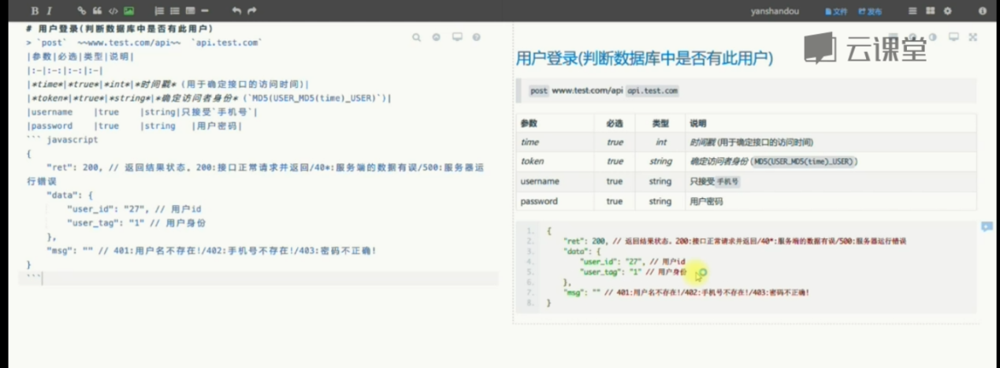 B I
yanshandou 文件 发布
云课堂
# 用户登录(判断数据库中是否有此用户)
> `post` ~~www.test.com/api~~ `api.test.com`
|参数|必选|类型|说明|
|:-|:-:|:-:|:-|
|*time*|*true*|*int*|*时间戳* (用于确定接口的访问时间)|
|*token*|*true*|*string*|*确定访问者身份* (`MD5(USER_MD5(time)_USER)`)|
|username |true |string|只接受`手机号`|
|password |true |string |用户密码|
``` javascript
{
"ret": 200, // 返回结果状态。200:接口正常请求并返回/40*:服务端的数据有误/500:服务器运
行错误
"data": {
"user_id": "27", // 用户id
"user_tag": "1" // 用户身份
},
"msg": "" // 401:用户名不存在!/402:手机号不存在!/403:密码不正确!
}
```
用户登录(判断数据库中是否有此用户)
post www.test.com/api api.test.com
参数 必选 类型 说明
time true int 时间戳 (用于确定接口的访问时间)
token true string 确定访问者身份 (MD5(USER_MD5(time)_USER))
username true string 只接受 手机号
password true string 用户密码
1. {
2. "ret": 200, // 返回结果状态。200:接口正常请求并返回/40*:服务端的数据有误/500:服务器运行错误
3. "data": {
4. "user_id": "27", // 用户id
5. "user_tag": "1" // 用户身份
6. },
7. "msg": "" // 401:用户名不存在!/402:手机号不存在!/403:密码不正确!
8. }